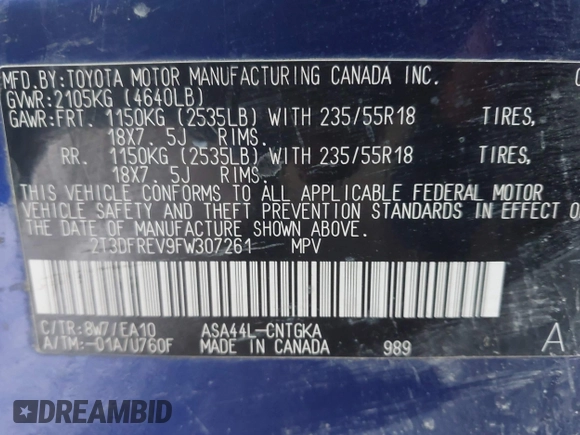 MFD.BY:TOYOTA MOTOR MANUFACTURING CANADA INC.
GVWR:2105KG (4640LB)
GAWR:FRT. 1150KG (2535LB) WITH 235/55R18 TIRES,
18X7. 5J RIMS.
RR. 1150KG (2535LB) WITH 235/55R18 TIRES,
18X7. 5J RIMS.
THIS VEHICLE CONFORMS TO ALL APPLICABLE FEDERAL MOTOR
VEHICLE SAFETY AND THEFT PREVENTION STANDARDS IN EFFECT O
THE DATE OF MANUFACTURE SHOWN ABOVE.
2T3DFREV9FW307261 MPV
C/TR:8W7/EA10 ASA44L-CNTGKA A
A/TM:-01A/U760F MADE IN CANADA 989
DREAMBID